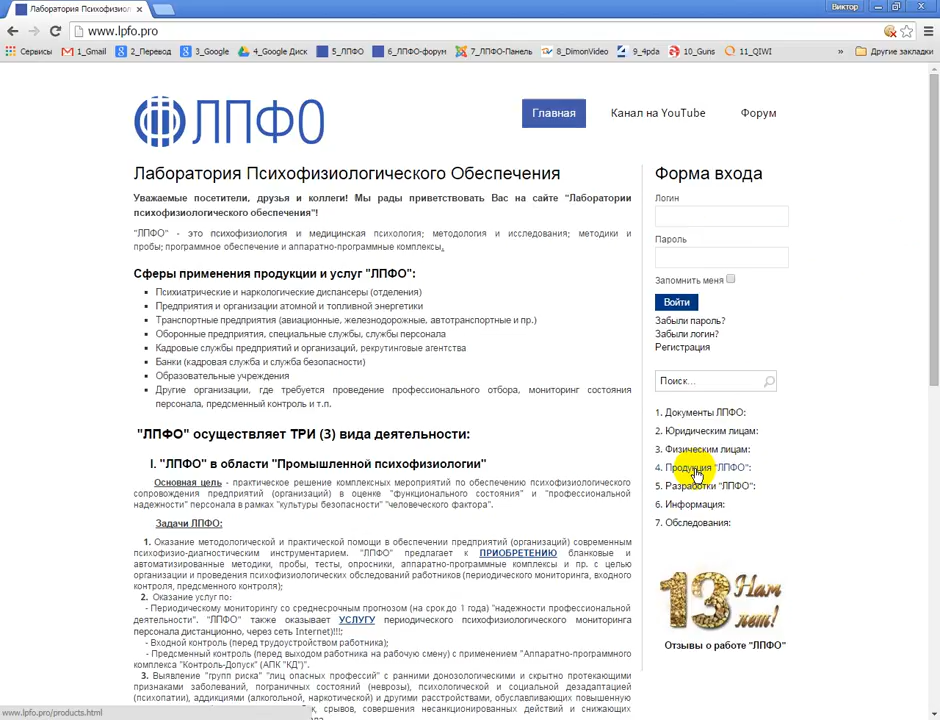 Лаборатория Психофизиол
Виктор
www.lpfo.pro
Сервисы
1_Gmail
2_Перевод
3_Google
4_Google Диск
5_ЛПФО
6_ЛПФО-форум
7_ЛПФО-Панель
8_DimonVideo
9_4pda
10_Guns
11_QIWI
»
Другие закладки
ЛПФО
Главная
Канал на YouTube
Форум
Лаборатория Психофизиологического Обеспечения
Уважаемые посетители, друзья и коллеги! Мы рады приветствовать Вас на сайте "Лаборатории
психофизиологического обеспечения"!
"ЛПФО" - это психофизиология и медицинская психология; методология и исследования; методики и
пробы; программное обеспечение и аппаратно-программные комплексы.
Сферы применения продукции и услуг "ЛПФО":
Психиатрические и наркологические диспансеры (отделения)
Предприятия и организации атомной и топливной энергетики
Транспортные предприятия (авиационные, железнодорожные, автотранспортные и пр.)
Оборонные предприятия, специальные службы, службы персонала
Кадровые службы предприятий и организаций, рекрутинговые агентства
Банки (кадровая служба и служба безопасности)
Образовательные учреждения
Другие организации, где требуется проведение профессионального отбора, мониторинг состояния
персонала, предсменный контроль и т.п.
"ЛПФО" осуществляет ТРИ (3) вида деятельности:
I. "ЛПФО" в области "Промышленной психофизиологии"
Основная цель - практическое решение комплексных мероприятий по обеспечению психофизиологического
сопровождения предприятий (организаций) в оценке "функционального состояния" и "профессиональной
надежности" персонала в рамках "культуры безопасности" "человеческого фактора".
Задачи ЛПФО:
1. Оказание методологической и практической помощи в обеспечении предприятий (организаций) современным
психофизио-диагностическим инструментарием. "ЛПФО" предлагает к ПРИОБРЕТЕНИЮ бланковые и
автоматизированные методики, пробы, тесты, опросники, аппаратно-программные комплексы и пр. с целью
организации и проведения психофизиологических обследований работников (периодического мониторинга, входного
контроля, предсменного контроля);
2. Оказание услуг по:
- Периодическому мониторингу со среднесрочным прогнозом (на срок до 1 года) "надежности профессиональной
деятельности". "ЛПФО" также оказывает УСЛУГУ периодического психофизиологического мониторинга
персонала дистанционно, через сеть Internet)!!!;
- Входной контроля (перед трудоустройством работника);
- Предсменный контроль (перед выходом работника на рабочую смену) с применением "Аппаратно-программного
комплекса "Контроль-Допуск" (АПК "КД")".
3. Выявление "групп риска" "лиц опасных профессий" с ранними донозологическими и скрытно протекающими
признаками заболеваний, пограничных состояний (неврозы), психической и социальной дезадаптацией
(психопатии), аддикциями (алкогольной, наркотической) и другими расстройствами, обуславливающих повышенную
срывов, совершения несанкционированных действий и снижающих
Форма входа
Логин
Пароль
Запомнить меня
Войти
Забыли пароль?
Забыли логин?
Регистрация
Поиск...
1. Документы ЛПФО:
2. Юридическим лицам:
3. Физическим лицам:
4. Продукция "ЛПФО":
5. Разработки "ЛПФО":
6. Информация:
7. Обследования:
13 Нам лет!
Отзывы о работе "ЛПФО"
www.lpfo.pro/products.html